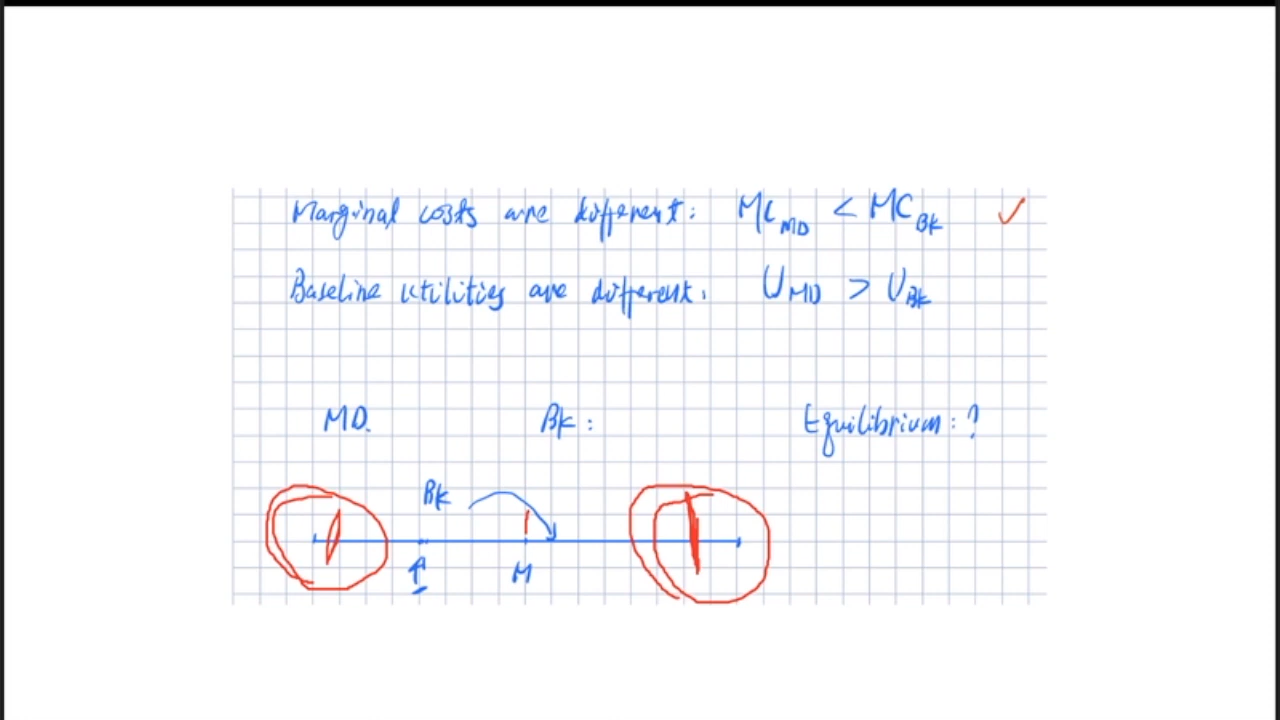 Marginal costs are different: MC_MD < MC_BK ✓
Baseline utilities are different. U_MD > U_BK
MD. BK: Equilibrium: ?
BK
M